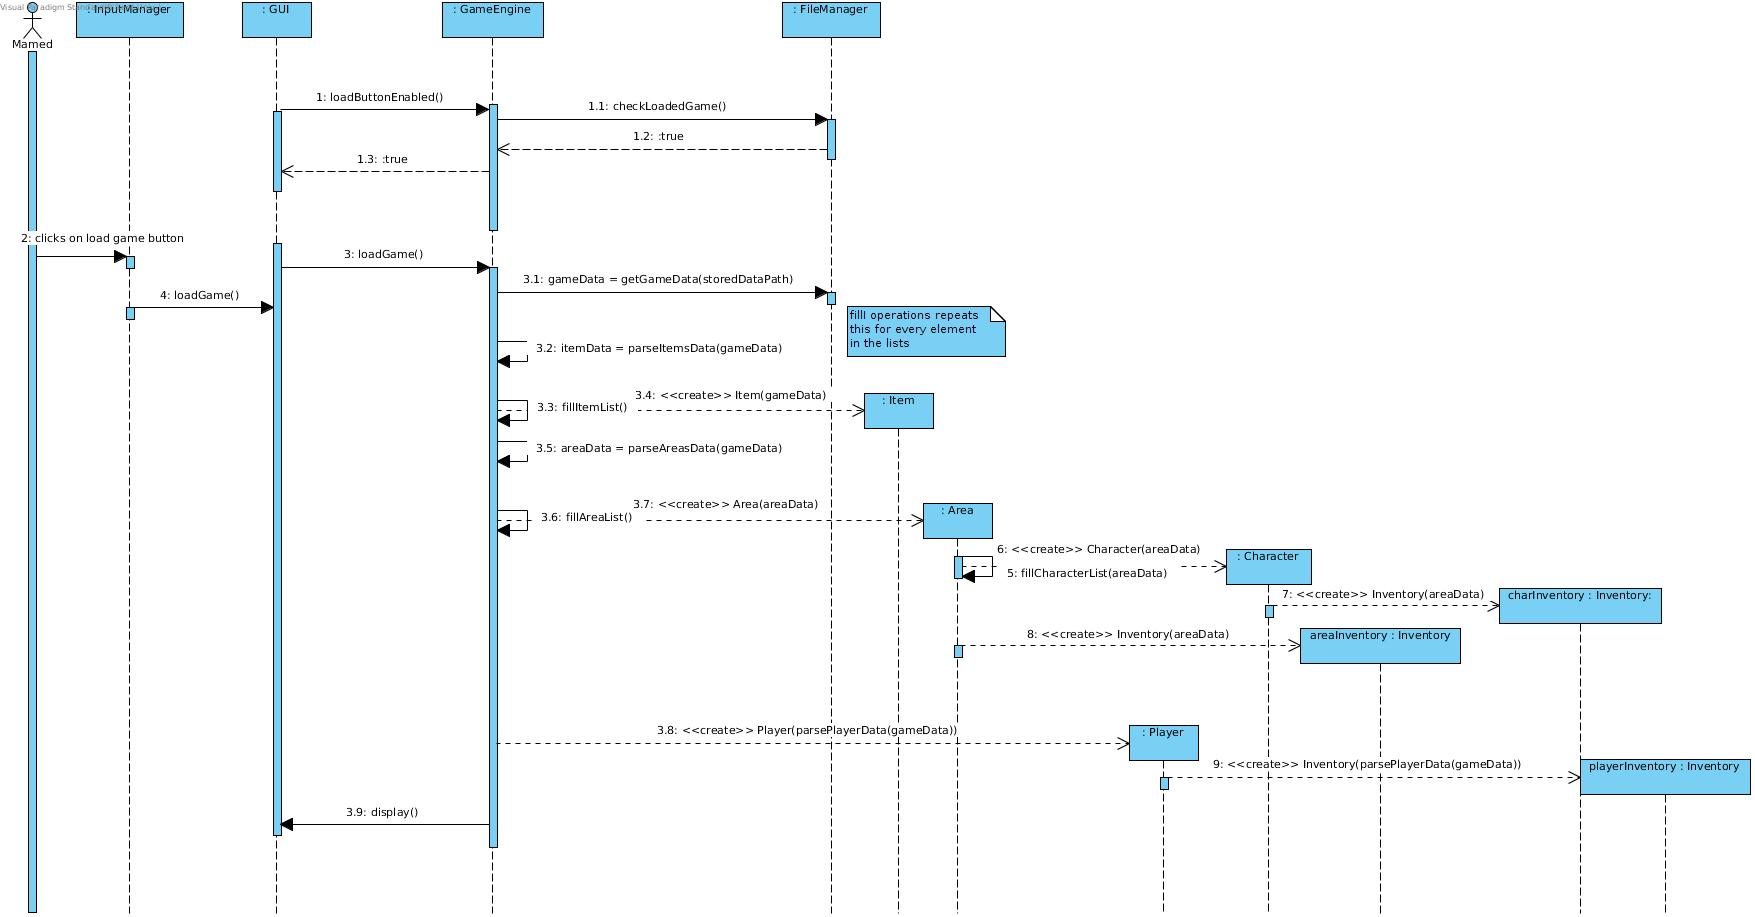 Visual Paradigm Standard
Mamed
: InputManager
: GUI
: GameEngine
: FileManager
1: loadButtonEnabled()
1.1: checkLoadedGame()
1.2: :true
1.3: :true
2: clicks on load game button
3: loadGame()
3.1: gameData = getGameData(storedDataPath)
4: loadGame()
fillI operations repeats
this for every element
in the lists
3.2: itemData = parseItemsData(gameData)
3.4: <<create>> Item(gameData)
: Item
3.3: fillItemList()
3.5: areaData = parseAreasData(gameData)
3.7: <<create>> Area(areaData)
: Area
3.6: fillAreaList()
6: <<create>> Character(areaData)
: Character
5: fillCharacterList(areaData)
7: <<create>> Inventory(areaData)
charInventory : Inventory:
8: <<create>> Inventory(areaData)
areaInventory : Inventory
3.8: <<create>> Player(parsePlayerData(gameData))
: Player
9: <<create>> Inventory(parsePlayerData(gameData))
playerInventory : Inventory
3.9: display()